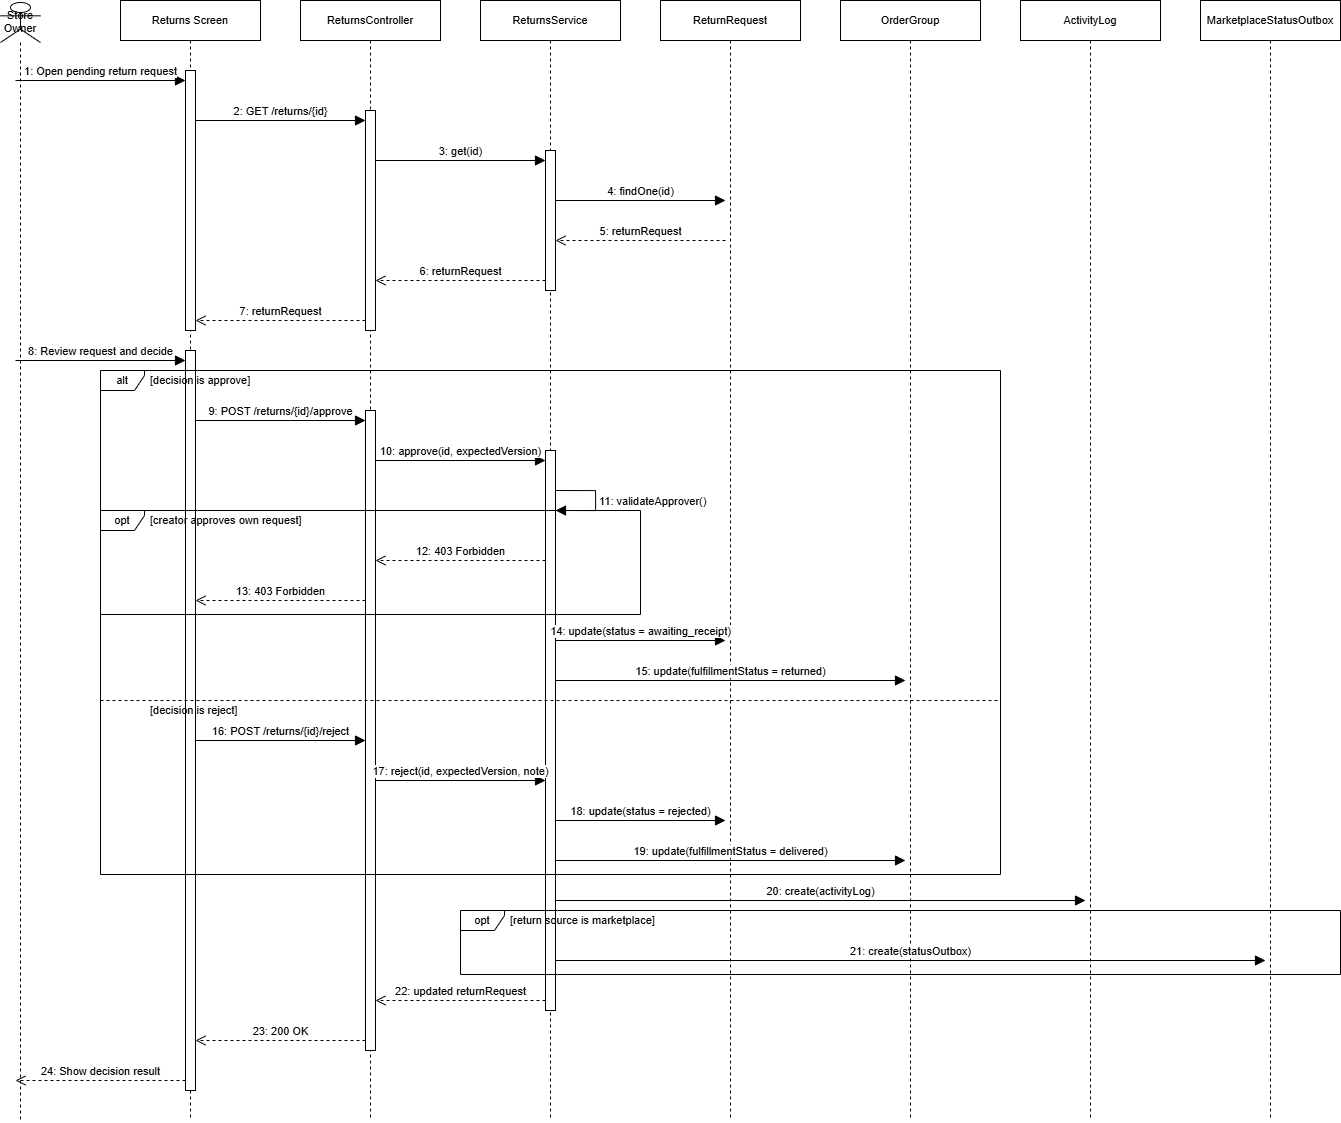 Store
Owner
Returns Screen
ReturnsController
ReturnsService
ReturnRequest
OrderGroup
ActivityLog
MarketplaceStatusOutbox
1: Open pending return request
2: GET /returns/{id}
3: get(id)
4: findOne(id)
5: returnRequest
6: returnRequest
7: returnRequest
8: Review request and decide
alt
[decision is approve]
9: POST /returns/{id}/approve
10: approve(id, expectedVersion)
11: validateApprover()
opt
[creator approves own request]
12: 403 Forbidden
13: 403 Forbidden
14: update(status = awaiting_receipt)
15: update(fulfillmentStatus = returned)
[decision is reject]
16: POST /returns/{id}/reject
17: reject(id, expectedVersion, note)
18: update(status = rejected)
19: update(fulfillmentStatus = delivered)
20: create(activityLog)
opt
[return source is marketplace]
21: create(statusOutbox)
22: updated returnRequest
23: 200 OK
24: Show decision result